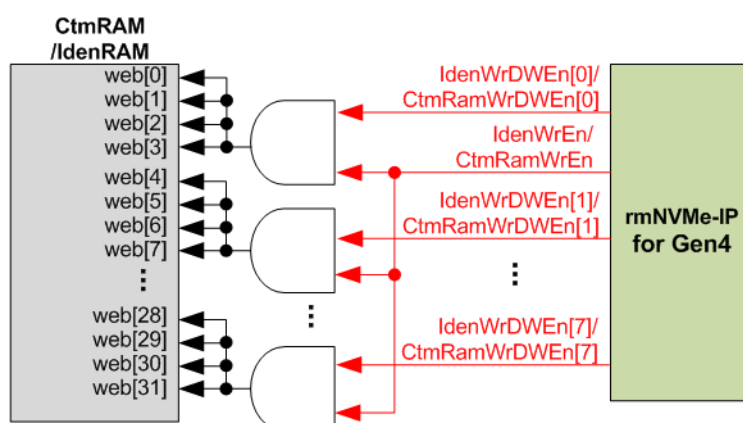 CtmRAM
/IdenRAM
web[0]
web[1]
web[2]
web[3]
web[4]
web[5]
web[6]
web[7]
web[28]
web[29]
web[30]
web[31]
IdenWrDWEn[0]/
CtmRamWrDWEn[0]
IdenWrEn/
CtmRamWrEn
IdenWrDWEn[1]/
CtmRamWrDWEn[1]
IdenWrDWEn[7]/
CtmRamWrDWEn[7]
rmNVMe-IP
for Gen4